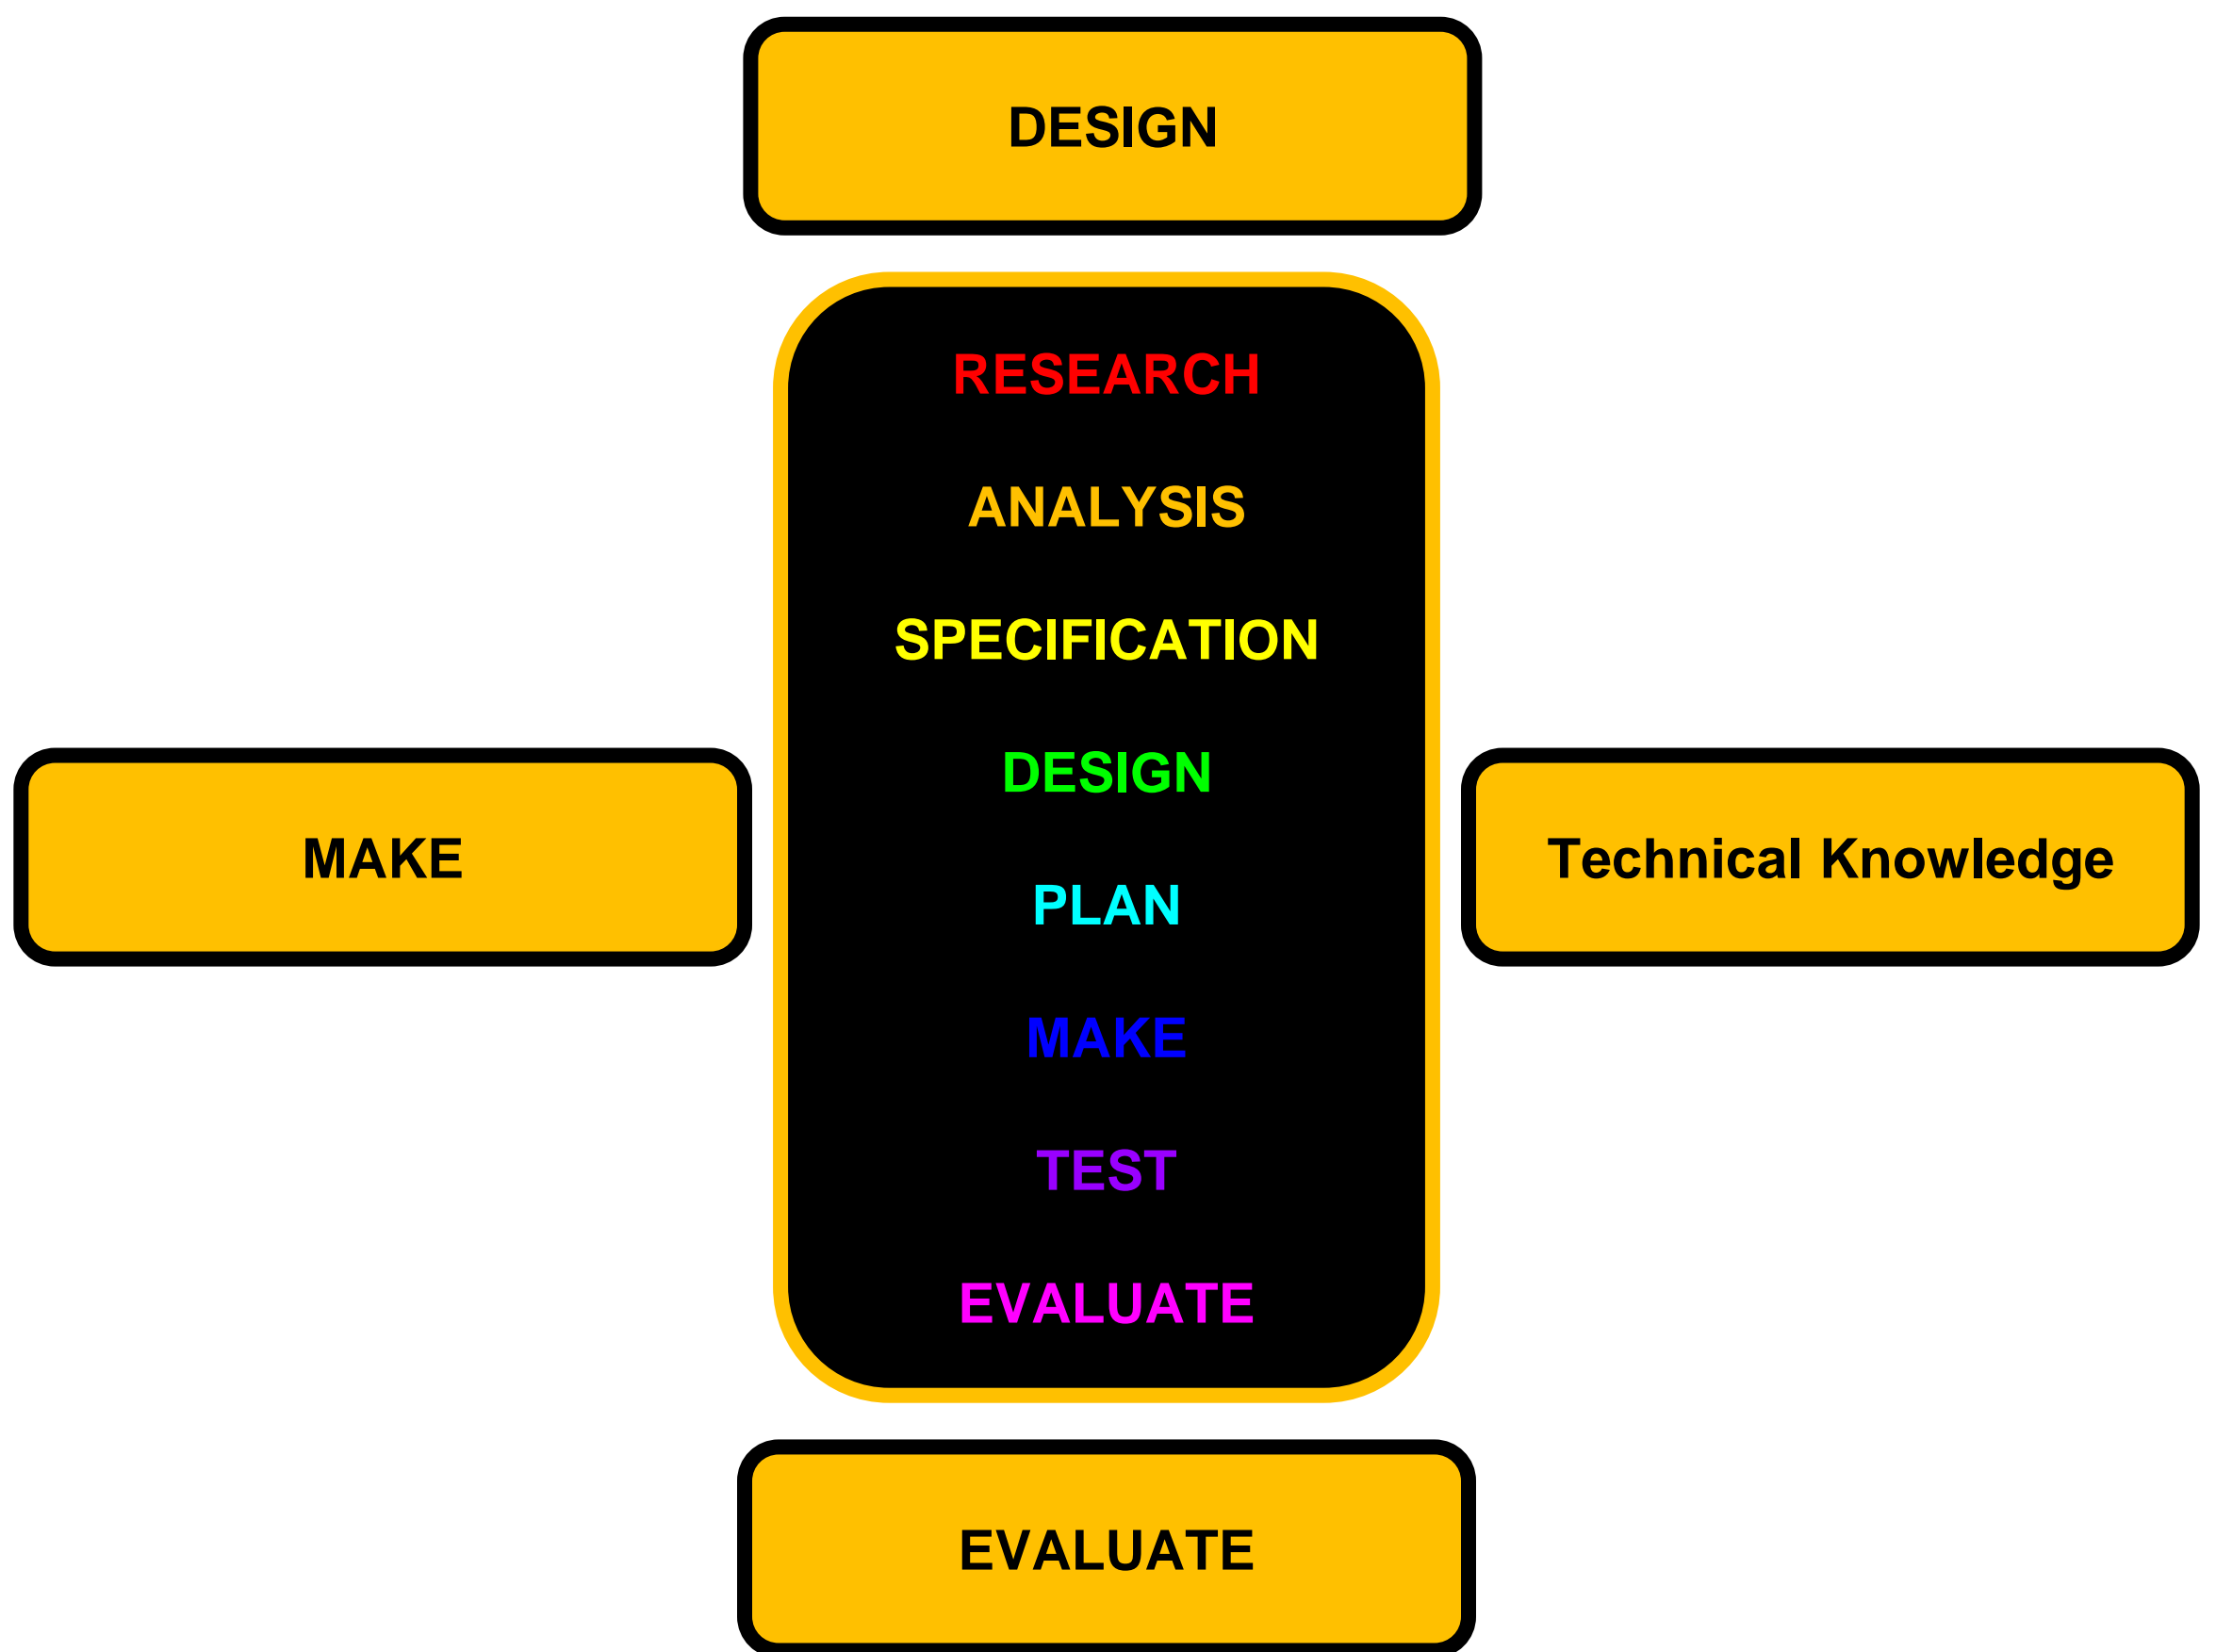 DESIGN
RESEARCH
ANALYSIS
SPECIFICATION
DESIGN
PLAN
MAKE
TEST
EVALUATE
MAKE
Technical Knowledge
EVALUATE